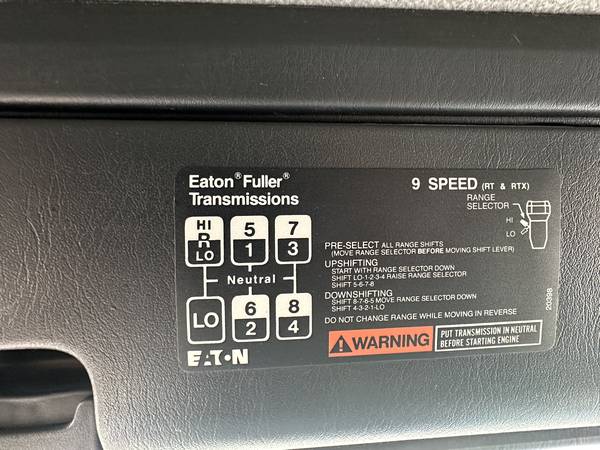 Eaton® Fuller®
Transmissions
9 SPEED (RT & RTX)
RANGE
SELECTOR
HI
LO
HI
R
LO
5
1
7
3
Neutral
LO
6
2
8
4
PRE-SELECT ALL RANGE SHIFTS
(MOVE RANGE SELECTOR BEFORE MOVING SHIFT LEVER)
UPSHIFTING
START WITH RANGE SELECTOR DOWN
SHIFT LO-1-2-3-4 RAISE RANGE SELECTOR
SHIFT 5-6-7-8
DOWNSHIFTING
SHIFT 8-7-6-5 MOVE RANGE SELECTOR DOWN
SHIFT 4-3-2-1-LO
DO NOT CHANGE RANGE WHILE MOVING IN REVERSE
WARNING
PUT TRANSMISSION IN NEUTRAL
BEFORE STARTING ENGINE
EATON
20398